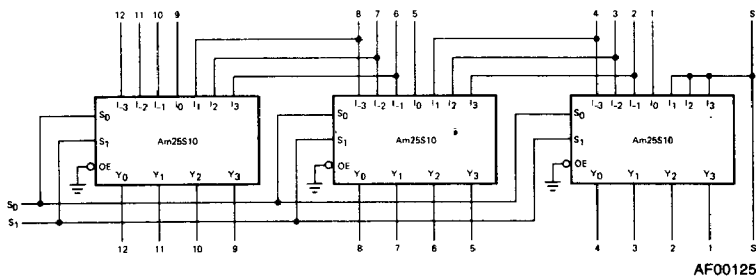 12 11 10 9 8 7 6 5 4 3 2 1 S
I-3 I-2 I-1 I0 I1 I2 I3 I-3 I-2 I-1 I0 I1 I2 I3 I-3 I-2 I-1 I0 I1 I2 I3
S0 S0 S0
Am25S10 Am25S10 Am25S10
S1 S1 S1
OE OE OE
Y0 Y1 Y2 Y3 Y0 Y1 Y2 Y3 Y0 Y1 Y2 Y3
S0
S1
12 11 10 9 8 7 6 5 4 3 2 1 S
AF00125